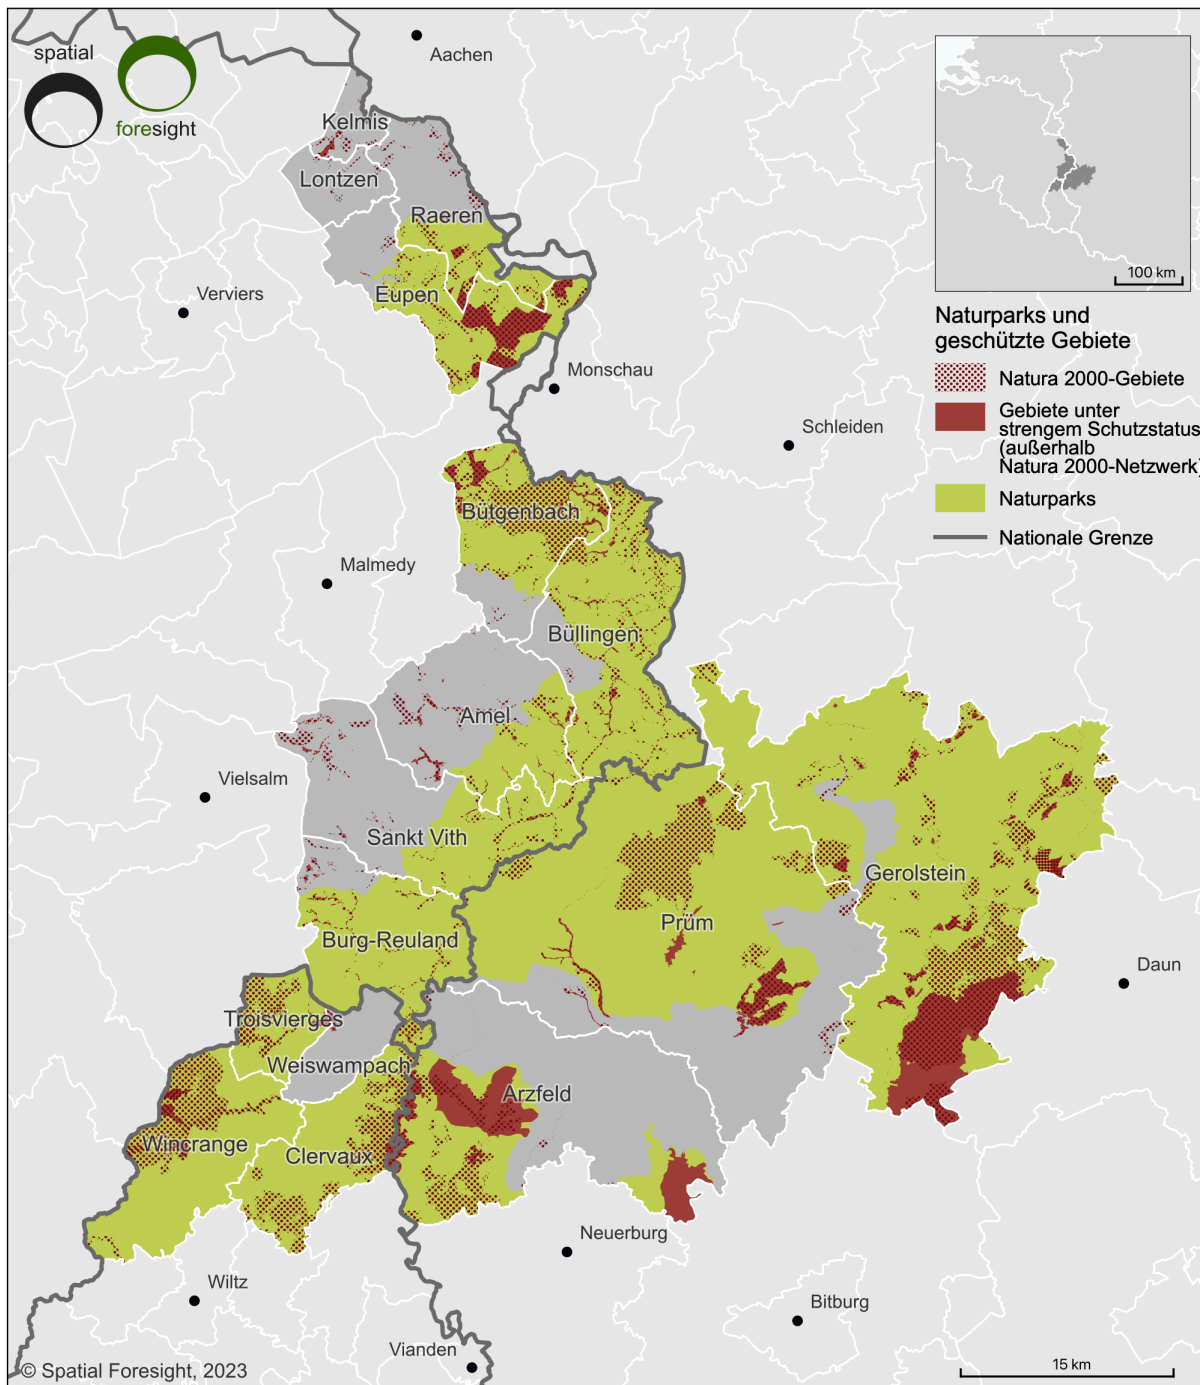 spatial
foresight
Aachen
Kelmis
Lontzen
Raeren
Verviers
Eupen
Monschau
Schleiden
100 km
Naturparks und
geschützte Gebiete
Natura 2000-Gebiete
Gebiete unter
strengem Schutzstatus
(außerhalb
Natura 2000-Netzwerk)
Naturparks
Nationale Grenze
Bütgenbach
Malmedy
Büllingen
Amel
Vielsalm
Sankt Vith
Gerolstein
Prüm
Burg-Reuland
Daun
Troisvierges
Weiswampach
Arzfeld
Wincrange
Clervaux
Neuerburg
Wiltz
Bitburg
Vianden
© Spatial Foresight, 2023
15 km